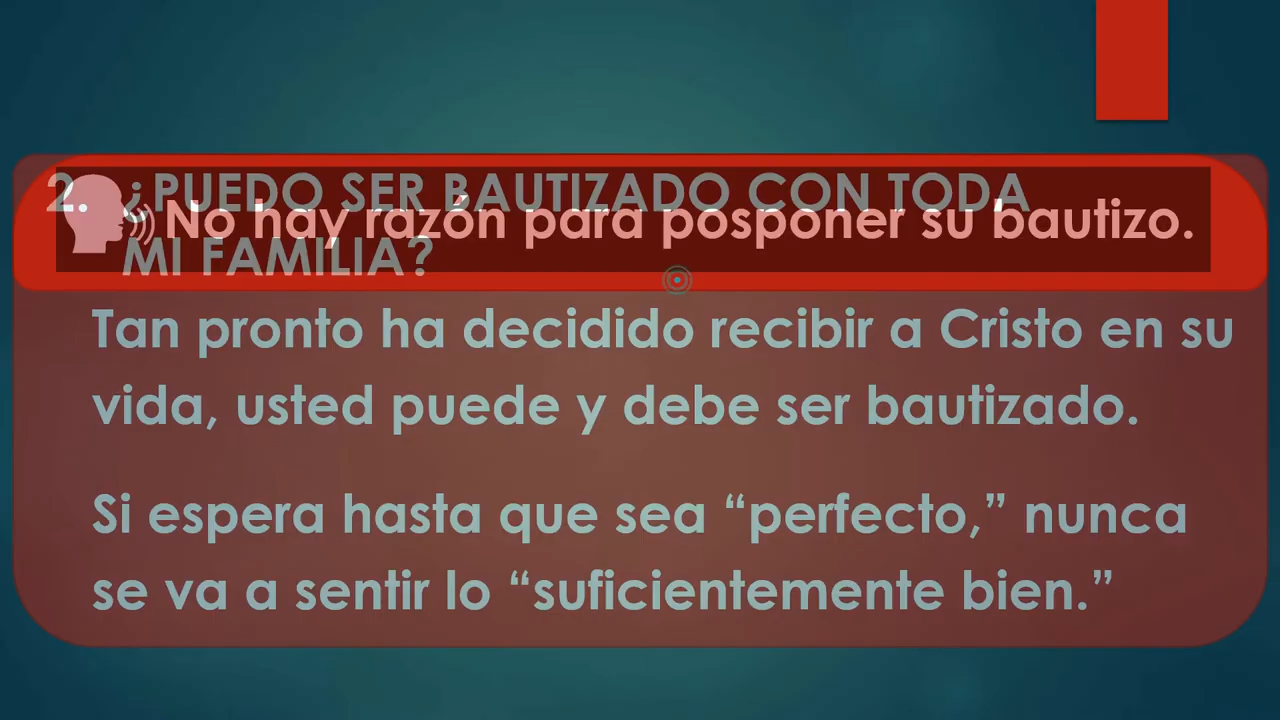 2. ¿PUEDO SER BAUTIZADO CON TODA
MI FAMILIA?
No hay razón para posponer su bautizo.
Tan pronto ha decidido recibir a Cristo en su
vida, usted puede y debe ser bautizado.
Si espera hasta que sea “perfecto,” nunca
se va a sentir lo “suficientemente bien.”